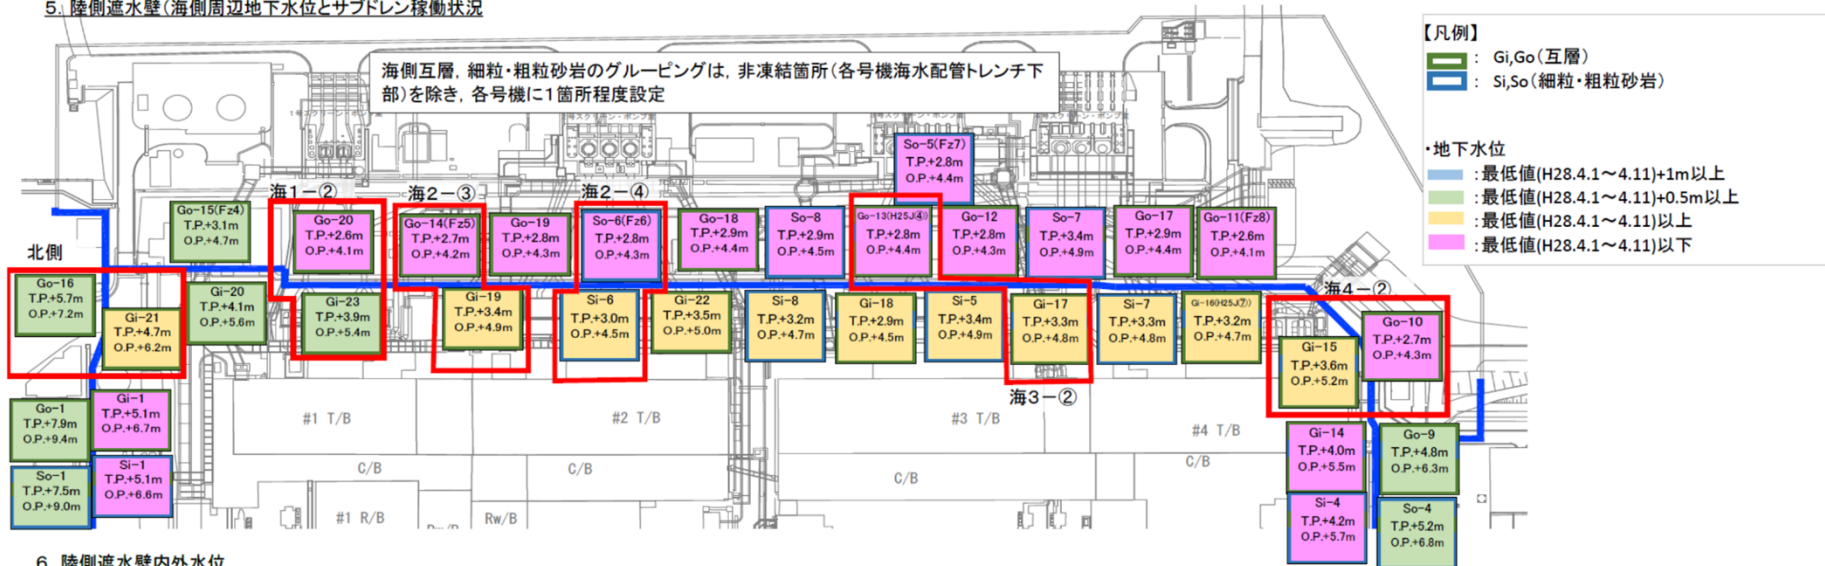 5. 陸側遮水壁(海側周辺地下水位とサブドレン稼働状況
海側互層, 細粒・粗粒砂岩のグルーピングは, 非凍結箇所(各号機海水配管トレンチ下
部)を除き, 各号機に1箇所程度設定
【凡例】
: Gi,Go(互層)
: Si,So(細粒・粗粒砂岩)
・地下水位
:最低値(H28.4.1~4.11)+1m以上
:最低値(H28.4.1~4.11)+0.5m以上
:最低値(H28.4.1~4.11)以上
:最低値(H28.4.1~4.11)以下
So-5(Fz7)
T.P.+2.8m
O.P.+4.4m
海1-②
海2-③
海2-④
Go-15(Fz4)
T.P.+3.1m
O.P.+4.7m
Go-20
T.P.+2.6m
O.P.+4.1m
Go-14(Fz5)
T.P.+2.7m
O.P.+4.2m
Go-19
T.P.+2.8m
O.P.+4.3m
So-6(Fz6)
T.P.+2.8m
O.P.+4.3m
Go-18
T.P.+2.9m
O.P.+4.4m
So-8
T.P.+2.9m
O.P.+4.5m
Go-13(H25J④)
T.P.+2.8m
O.P.+4.4m
Go-12
T.P.+2.8m
O.P.+4.3m
So-7
T.P.+3.4m
O.P.+4.9m
Go-17
T.P.+2.9m
O.P.+4.4m
Go-11(Fz8)
T.P.+2.6m
O.P.+4.1m
北側
Go-16
T.P.+5.7m
O.P.+7.2m
Gi-21
T.P.+4.7m
O.P.+6.2m
Gi-20
T.P.+4.1m
O.P.+5.6m
Gi-23
T.P.+3.9m
O.P.+5.4m
Gi-19
T.P.+3.4m
O.P.+4.9m
Si-6
T.P.+3.0m
O.P.+4.5m
Gi-22
T.P.+3.5m
O.P.+5.0m
Si-8
T.P.+3.2m
O.P.+4.7m
Gi-18
T.P.+2.9m
O.P.+4.5m
Si-5
T.P.+3.4m
O.P.+4.9m
Gi-17
T.P.+3.3m
O.P.+4.8m
Si-7
T.P.+3.3m
O.P.+4.8m
Gi-16(H25J⑦)
T.P.+3.2m
O.P.+4.7m
海4-②
Go-10
T.P.+2.7m
O.P.+4.3m
Gi-15
T.P.+3.6m
O.P.+5.2m
海3-②
Go-1
T.P.+7.9m
O.P.+9.4m
Gi-1
T.P.+5.1m
O.P.+6.7m
#1 T/B
#2 T/B
#3 T/B
#4 T/B
Gi-14
T.P.+4.0m
O.P.+5.5m
Go-9
T.P.+4.8m
O.P.+6.3m
So-1
T.P.+7.5m
O.P.+9.0m
Si-1
T.P.+5.1m
O.P.+6.6m
C/B
C/B
C/B
C/B
#1 R/B
Rw/B
Si-4
T.P.+4.2m
O.P.+5.7m
So-4
T.P.+5.2m
O.P.+6.8m
6. 陸側遮水壁内外水位